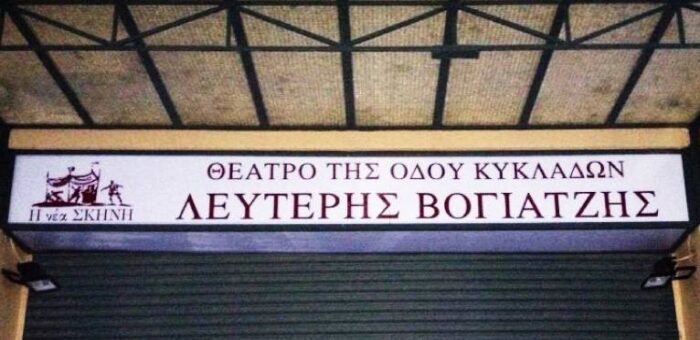 ΘΕΑΤΡΟ ΤΗΣ ΟΔΟΥ ΚΥΚΛΑΔΩΝ
ΛΕΥΤΕΡΗΣ ΒΟΓΙΑΤΖΗΣ
Η νέα ΣΚΗΝΗ